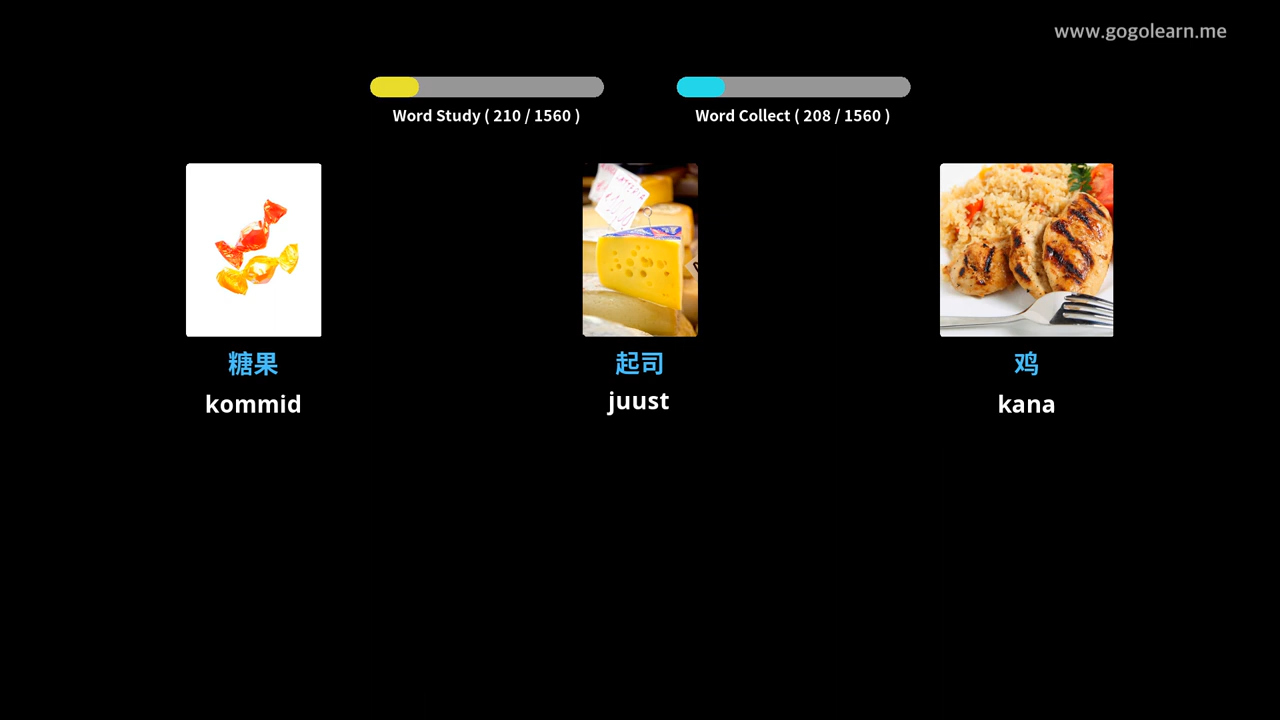 www.gogolearn.me
Word Study ( 210 / 1560 )
Word Collect ( 208 / 1560 )
糖果
起司
鸡
kommid
juust
kana